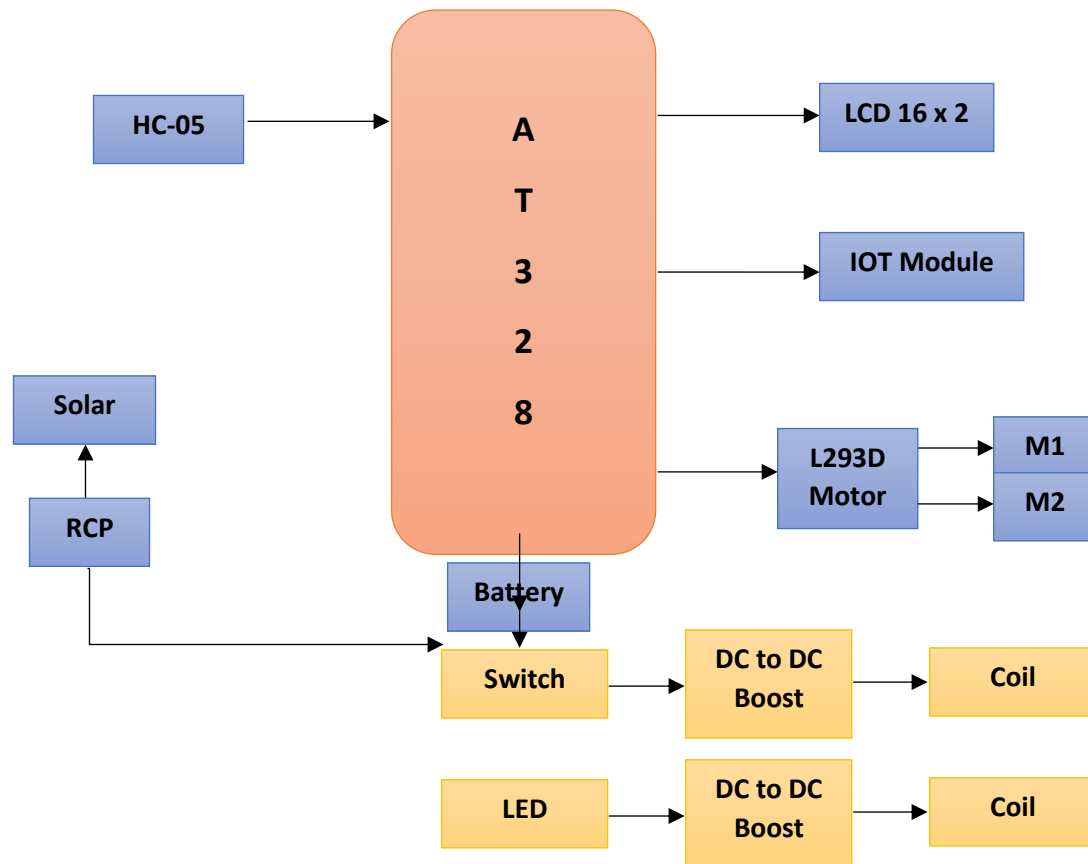 HC-05
A
T
3
2
8
LCD 16 x 2
IOT Module
Solar
RCP
L293D
Motor
M1
M2
Battery
Switch
DC to DC
Boost
Coil
LED
DC to DC
Boost
Coil